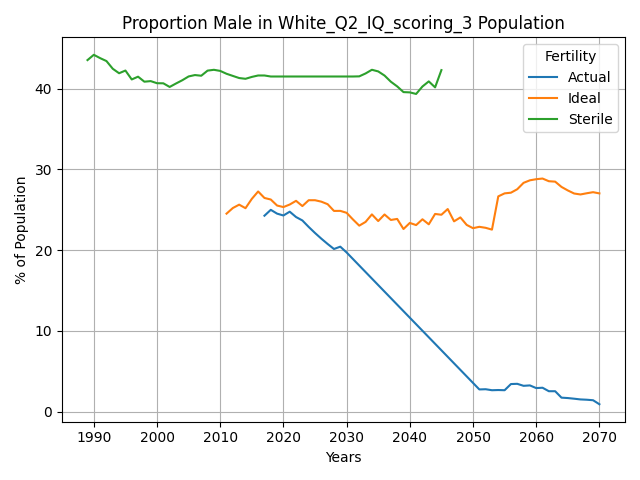 Proportion Male in White_Q2_IQ_scoring_3 Population
Fertility
Actual
Ideal
Sterile
% of Population
40
30
20
10
0
1990 2000 2010 2020 2030 2040 2050 2060 2070
Years